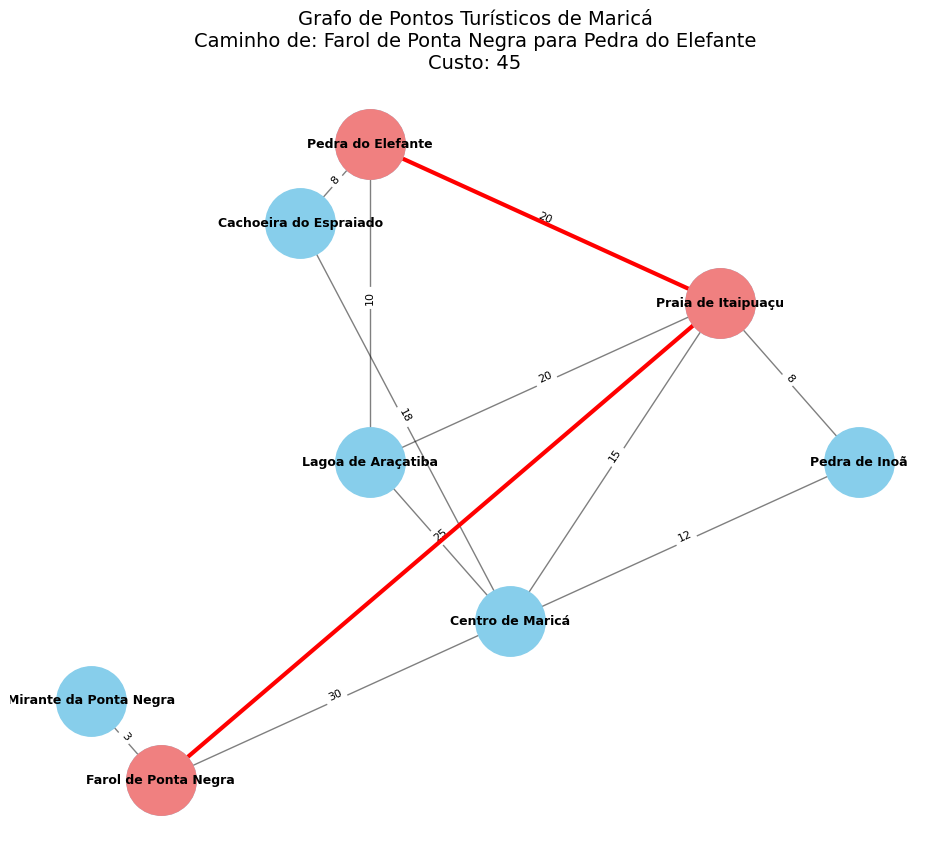 Grafo de Pontos Turísticos de Maricá
Caminho de: Farol de Ponta Negra para Pedra do Elefante
Custo: 45
Pedra do Elefante
8
Cachoeira do Espraiado
20
10
Praia de Itaipuaçu
20
8
18
15
Lagoa de Araçatiba
Pedra de Inoã
25
12
Centro de Maricá
30
Mirante da Ponta Negra
3
Farol de Ponta Negra